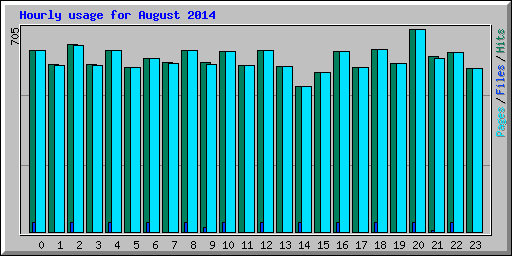 Hourly usage for August 2014
705
Pages/Files/Hits
0 1 2 3 4 5 6 7 8 9 10 11 12 13 14 15 16 17 18 19 20 21 22 23